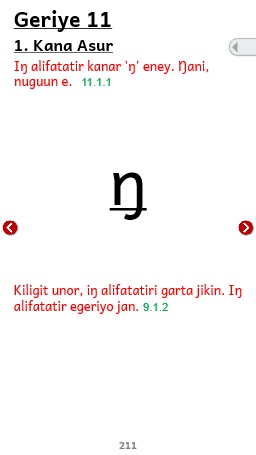 Geriye 11
1. Kana Asur
Iŋ alifatatir kanar 'ŋ' eney. Ŋani,
nuguun e. 11.1.1
ŋ
Kiligit unor, iŋ alifatatiri garta jikin. Iŋ
alifatatir egeriyo jan. 9.1.2
211